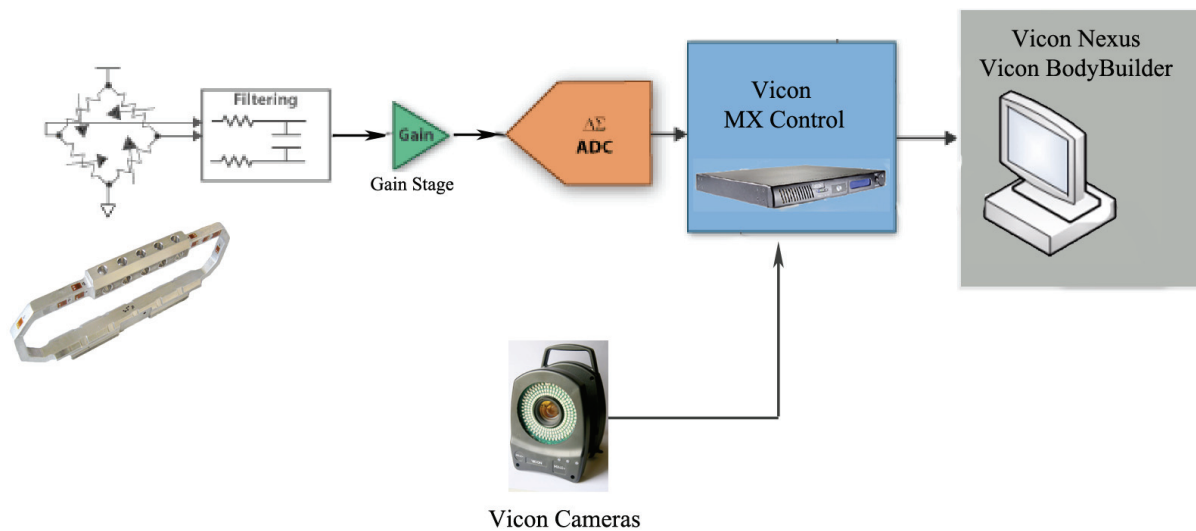 Vicon Nexus
Vicon BodyBuilder
Vicon
MX Control
Filtering
Gain
Gain Stage
ΔΣ
ADC
Vicon Cameras